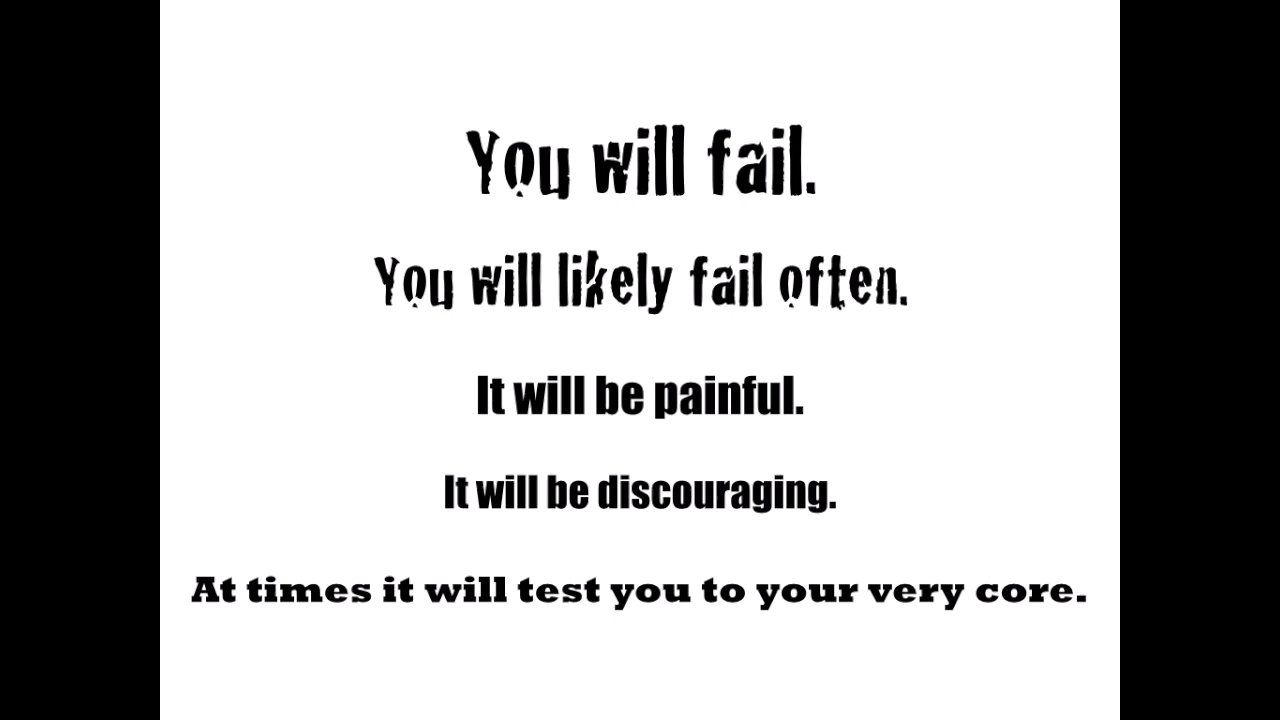 You will fail.
You will likely fail often.
It will be painful.
It will be discouraging.
At times it will test you to your very core.